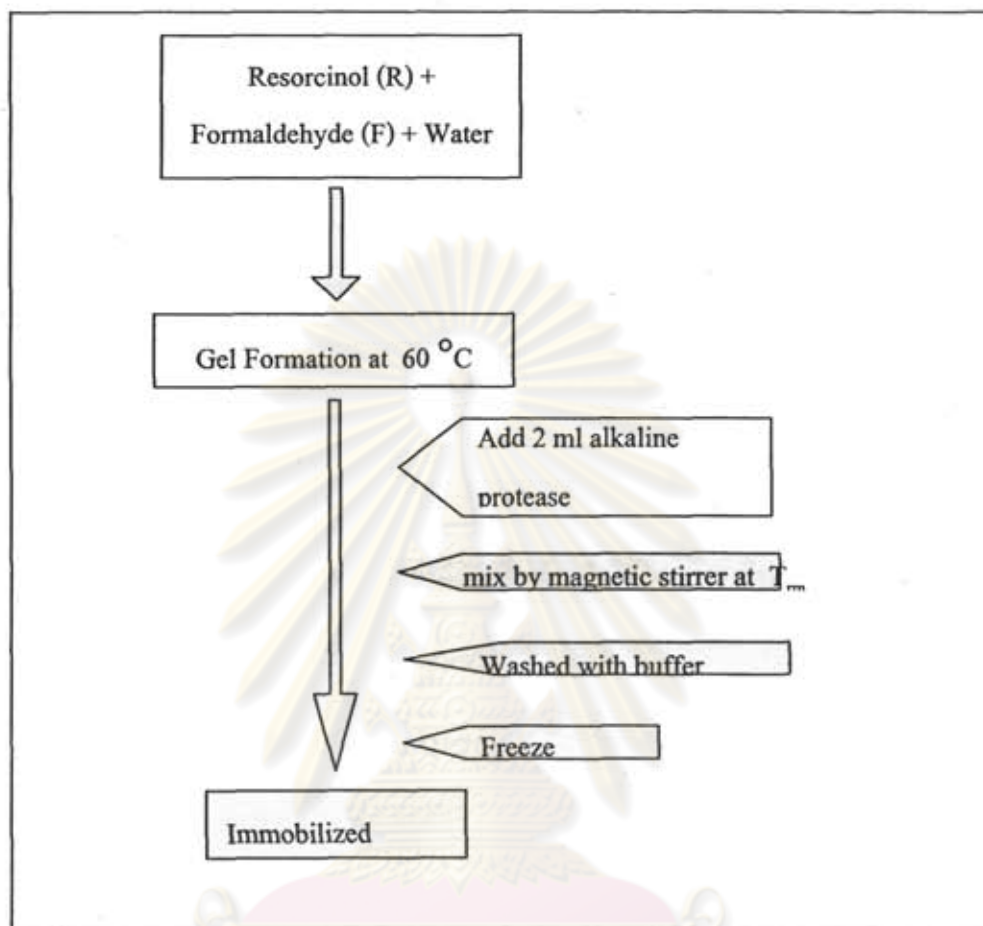 Resorcinol (R) +
Formaldehyde (F) + Water
Gel Formation at 60 °C
Add 2 ml alkaline
protease
mix by magnetic stirrer at
Washed with buffer
Freeze
Immobilized